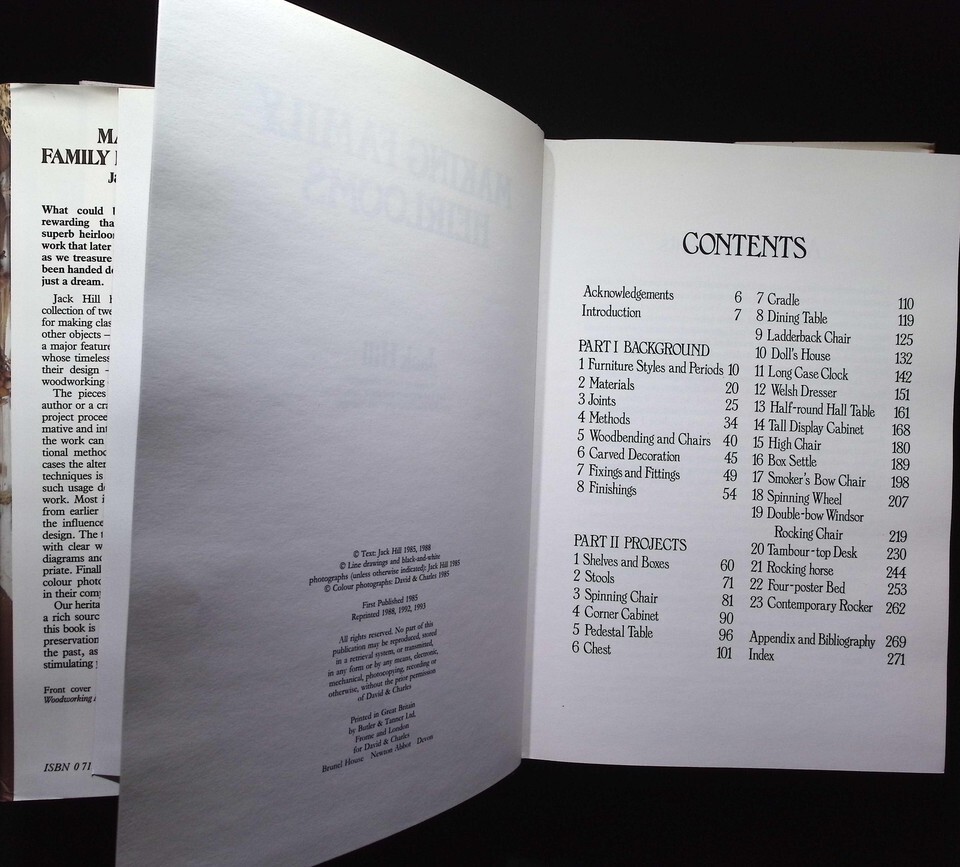 MA
FAMILY
What could
rewarding tha
superb heirloo
work that later
as we treasure
been handed d
just a dream.
Jack Hill
collection of twe
for making clas
other objects –
a major feature
whose timeless
their design –
woodworking
The pieces
author or a cra
project procee
mative and int
the work can
tional method
cases the alter
techniques is
such usage d
work. Most i
from earlier
the influence
design. The t
with clear w
diagrams and
priate. Finall
colour photo
in their com
Our herita
a rich sourc
this book is
preservation
the past, as
stimulating
Front cover
Woodworking
ISBN 0 71
MAKING FAMILY
HEIRLOOMS
© Text: Jack Hill 1985, 1988
© Line drawings and black-and-white
photographs (unless otherwise indicated): Jack Hill 1985
© Colour photographs: David & Charles 1985
First Published 1985
Reprinted 1988, 1992, 1993
All rights reserved. No part of this
publication may be reproduced, stored
in a retrieval system, or transmitted,
in any form or by any means, electronic,
mechanical, photocopying, recording or
otherwise, without the prior permission
of David & Charles
Printed in Great Britain
by Butler & Tanner Ltd,
Frome and London
for David & Charles
Brunel House Newton Abbot Devon
CONTENTS
Acknowledgements 6
Introduction 7
PART I BACKGROUND
1 Furniture Styles and Periods 10
2 Materials 20
3 Joints 25
4 Methods 34
5 Woodbending and Chairs 40
6 Carved Decoration 45
7 Fixings and Fittings 49
8 Finishings 54
PART II PROJECTS
1 Shelves and Boxes 60
2 Stools 71
3 Spinning Chair 81
4 Corner Cabinet 90
5 Pedestal Table 96
6 Chest 101
7 Cradle 110
8 Dining Table 119
9 Ladderback Chair 125
10 Doll's House 132
11 Long Case Clock 142
12 Welsh Dresser 151
13 Half-round Hall Table 161
14 Tall Display Cabinet 168
15 High Chair 180
16 Box Settle 189
17 Smoker's Bow Chair 198
18 Spinning Wheel 207
19 Double-bow Windsor
Rocking Chair 219
20 Tambour-top Desk 230
21 Rocking horse 244
22 Four-poster Bed 253
23 Contemporary Rocker 262
Appendix and Bibliography 269
Index 271